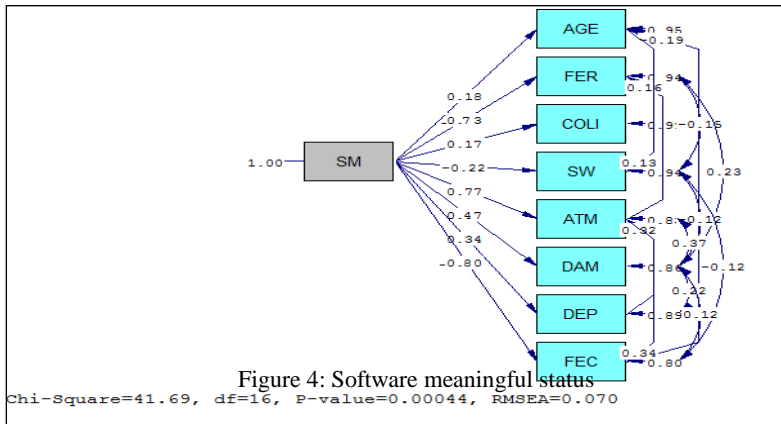 AGE
0.95
-0.19
FER
0.94
0.16
0.18
-0.73
COLI
-0.15
0.17
1.00
SM
-0.22
SW
0.13
0.94
0.23
0.77
0.47
ATM
-0.12
0.32
0.34
0.37
-0.80
DAM
0.86
-0.12
0.22
DEP
0.89
0.12
0.34
FEC
0.80
Figure 4: Software meaningful status
Chi-Square=41.69, df=16, P-value=0.00044, RMSEA=0.070